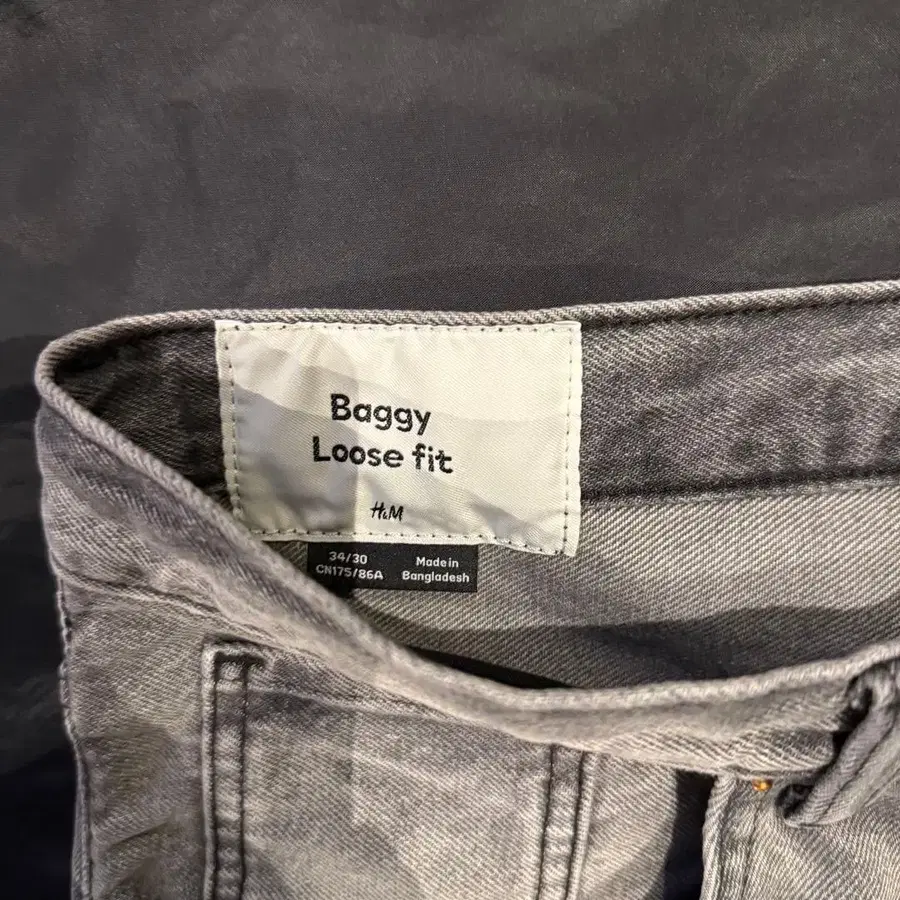 Baggy
Loose fit
H&M
34/30
CN175/86A
Made in
Bangladesh